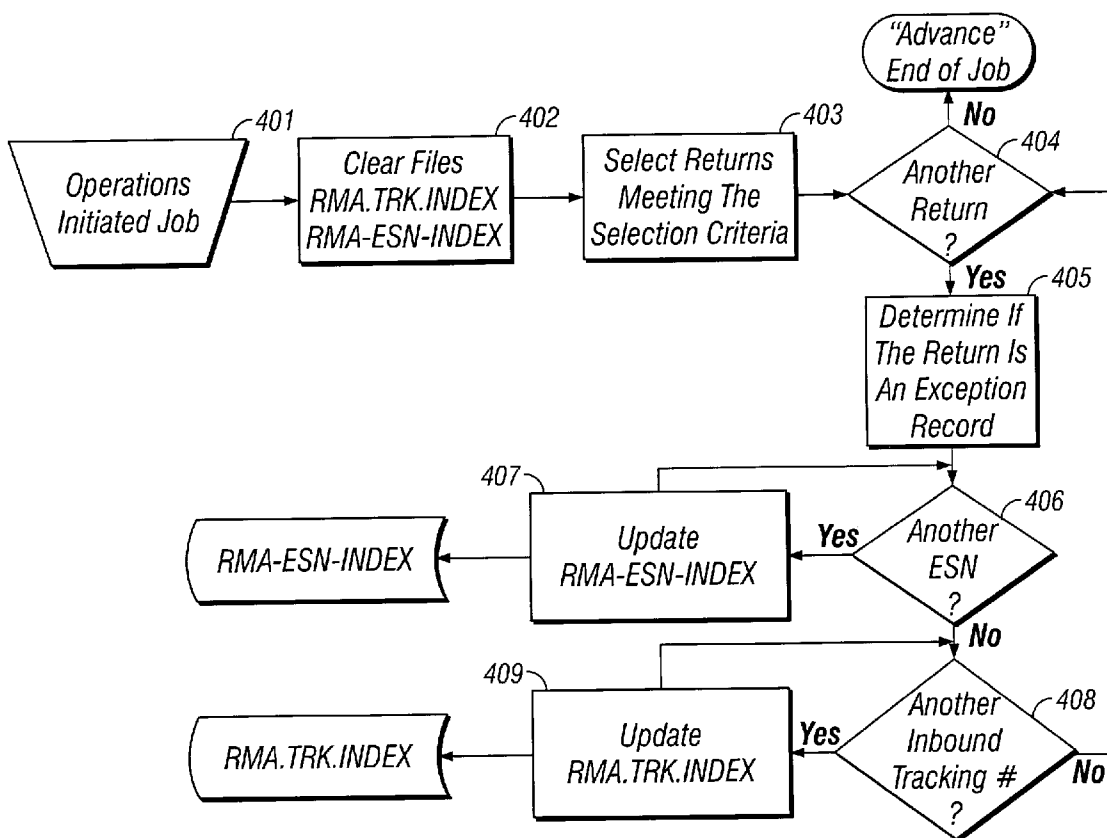 "Advance"
End of Job
No
401
Operations
Initiated Job
402
Clear Files
RMA.TRK.INDEX
RMA-ESN-INDEX
403
Select Returns
Meeting The
Selection Criteria
404
Another
Return
?
Yes
405
Determine If
The Return Is
An Exception
Record
406
Another
ESN
?
Yes
407
Update
RMA-ESN-INDEX
RMA-ESN-INDEX
No
408
Another
Inbound
Tracking #
?
No
Yes
409
Update
RMA.TRK.INDEX
RMA.TRK.INDEX